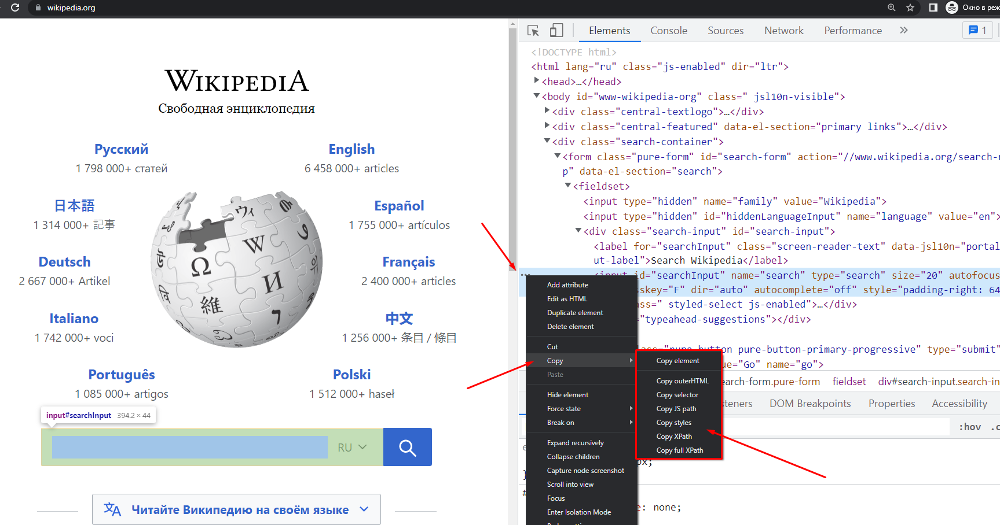 wikipedia.org
Окно в реж
WIKIPEDIA
Свободная энциклопедия
Русский
1 798 000+ статей
English
6 458 000+ articles
日本語
1 314 000+ 記事
Español
1 755 000+ artículos
Deutsch
2 667 000+ Artikel
Français
2 400 000+ articles
Italiano
1 742 000+ voci
中文
1 256 000+ 条目 / 條目
Português
1 085 000+ artigos
Polski
1 512 000+ haseł
input#searchInput 394.2 × 44
RU
Читайте Википедию на своём языке
Elements Console Sources Network Performance 1
<!DOCTYPE html>
<html lang="ru" class="js-enabled" dir="ltr">
<head>…</head>
<body id="www-wikipedia-org" class=" jsl10n-visible">
<div class="central-textlogo">…</div>
<div class="central-featured" data-el-section="primary links">…</div>
<div class="search-container">
<form class="pure-form" id="search-form" action="//www.wikipedia.org/search-r
p" data-el-section="search">
<fieldset>
<input type="hidden" name="family" value="Wikipedia">
<input type="hidden" id="hiddenLanguageInput" name="language" value="en">
<div class="search-input" id="search-input">
<label for="searchInput" class="screen-reader-text" data-jsl10n="portal
ut-label">Search Wikipedia</label>
<input id="searchInput" name="search" type="search" size="20" autofocus
sskey="F" dir="auto" autocomplete="off" style="padding-right: 64
ass=" styled-select js-enabled">…</div>
="typeahead-suggestions"></div>
lass="pure-button pure-button-primary-progressive" type="submit"
ue="Go" name="go">
earch-form.pure-form fieldset div#search-input.search-in
steners DOM Breakpoints Properties Accessibility
:hov .c
ox;
}
#
e: none;
Add attribute
Edit as HTML
Duplicate element
Delete element
Cut
Copy
Paste
Hide element
Force state
Break on
Expand recursively
Collapse children
Capture node screenshot
Scroll into view
Focus
Enter Isolation Mode
Copy element
Copy outerHTML
Copy selector
Copy JS path
Copy styles
Copy XPath
Copy full XPath